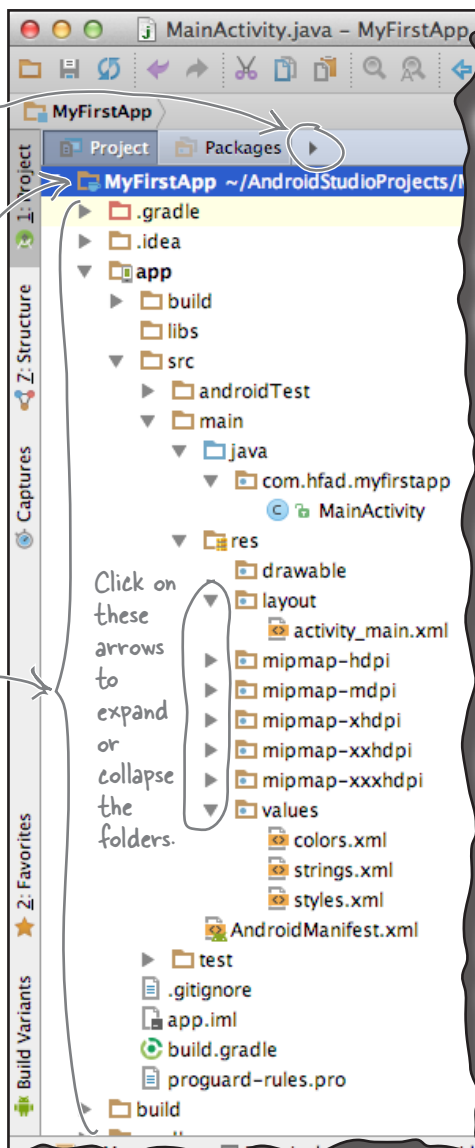 MainActivity.java – MyFirstApp
MyFirstApp
Project Packages
MyFirstApp ~/AndroidStudioProjects/
.gradle
.idea
app
build
libs
src
androidTest
main
java
com.hfad.myfirstapp
MainActivity
res
drawable
layout
activity_main.xml
mipmap-hdpi
mipmap-mdpi
mipmap-xhdpi
mipmap-xxhdpi
mipmap-xxxhdpi
values
colors.xml
strings.xml
styles.xml
AndroidManifest.xml
test
.gitignore
app.iml
build.gradle
proguard-rules.pro
build
Click on
these
arrows
to
expand
or
collapse
the
folders.
1: Project
7: Structure
Captures
2: Favorites
Build Variants